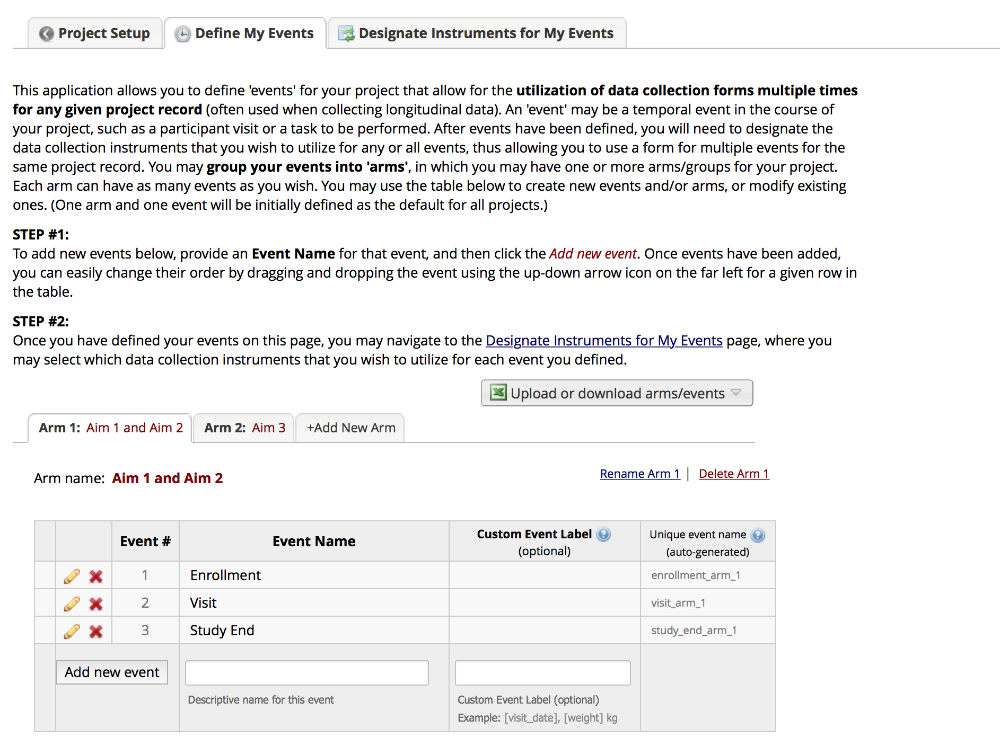 Project Setup
Define My Events
Designate Instruments for My Events
This application allows you to define 'events' for your project that allow for the utilization of data collection forms multiple times
for any given project record (often used when collecting longitudinal data). An 'event' may be a temporal event in the course of
your project, such as a participant visit or a task to be performed. After events have been defined, you will need to designate the
data collection instruments that you wish to utilize for any or all events, thus allowing you to use a form for multiple events for the
same project record. You may group your events into 'arms', in which you may have one or more arms/groups for your project.
Each arm can have as many events as you wish. You may use the table below to create new events and/or arms, or modify existing
ones. (One arm and one event will be initially defined as the default for all projects.)
STEP #1:
To add new events below, provide an Event Name for that event, and then click the Add new event. Once events have been added,
you can easily change their order by dragging and dropping the event using the up-down arrow icon on the far left for a given row in
the table.
STEP #2:
Once you have defined your events on this page, you may navigate to the Designate Instruments for My Events page, where you
may select which data collection instruments that you wish to utilize for each event you defined.
Upload or download arms/events
Arm 1: Aim 1 and Aim 2
Arm 2: Aim 3
+Add New Arm
Arm name: Aim 1 and Aim 2
Rename Arm 1 | Delete Arm 1
Event #
Event Name
Custom Event Label ?
(optional)
Unique event name ?
(auto-generated)
1 Enrollment enrollment_arm_1
2 Visit visit_arm_1
3 Study End study_end_arm_1
Add new event
Descriptive name for this event
Custom Event Label (optional)
Example: [visit_date], [weight] kg